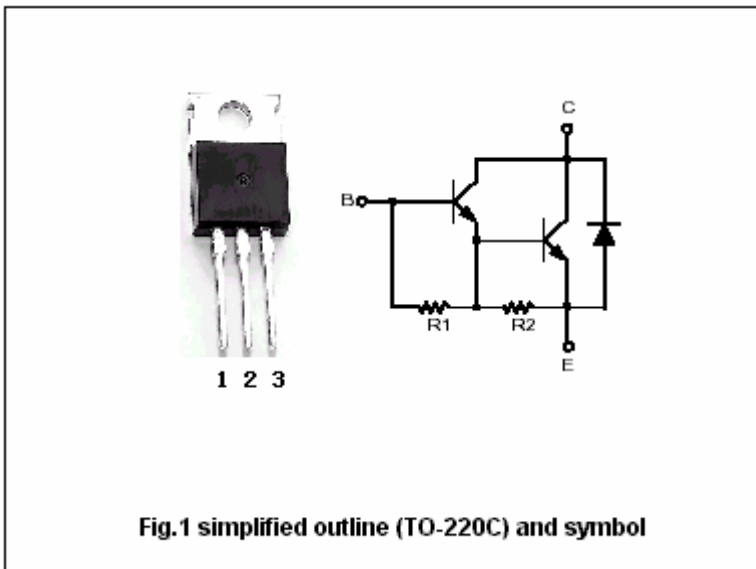 C
B
R1 R2
E
1 2 3
Fig.1 simplified outline (TO-220C) and symbol